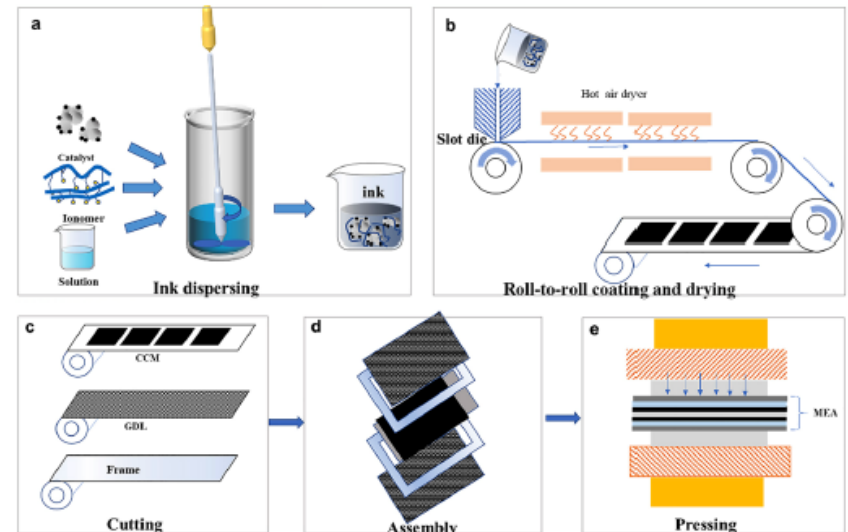 a
Catalyst
Ionomer
Solution
ink
Ink dispersing
b
Hot air dryer
Slot die
Roll-to-roll coating and drying
c
CCM
GDL
Frame
Cutting
d
Assembly
e
MEA
Pressing